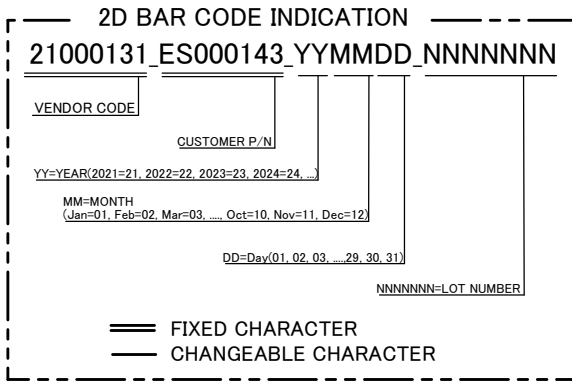 2D BAR CODE INDICATION
21000131_ES000143_YYMMDD_NNNNNNN
VENDOR CODE
CUSTOMER P/N
YY=YEAR(2021=21, 2022=22, 2023=23, 2024=24, ...)
MM=MONTH
(Jan=01, Feb=02, Mar=03, ...., Oct=10, Nov=11, Dec=12)
DD=Day(01, 02, 03, ....,29, 30, 31)
NNNNNNN=LOT NUMBER
FIXED CHARACTER
CHANGEABLE CHARACTER